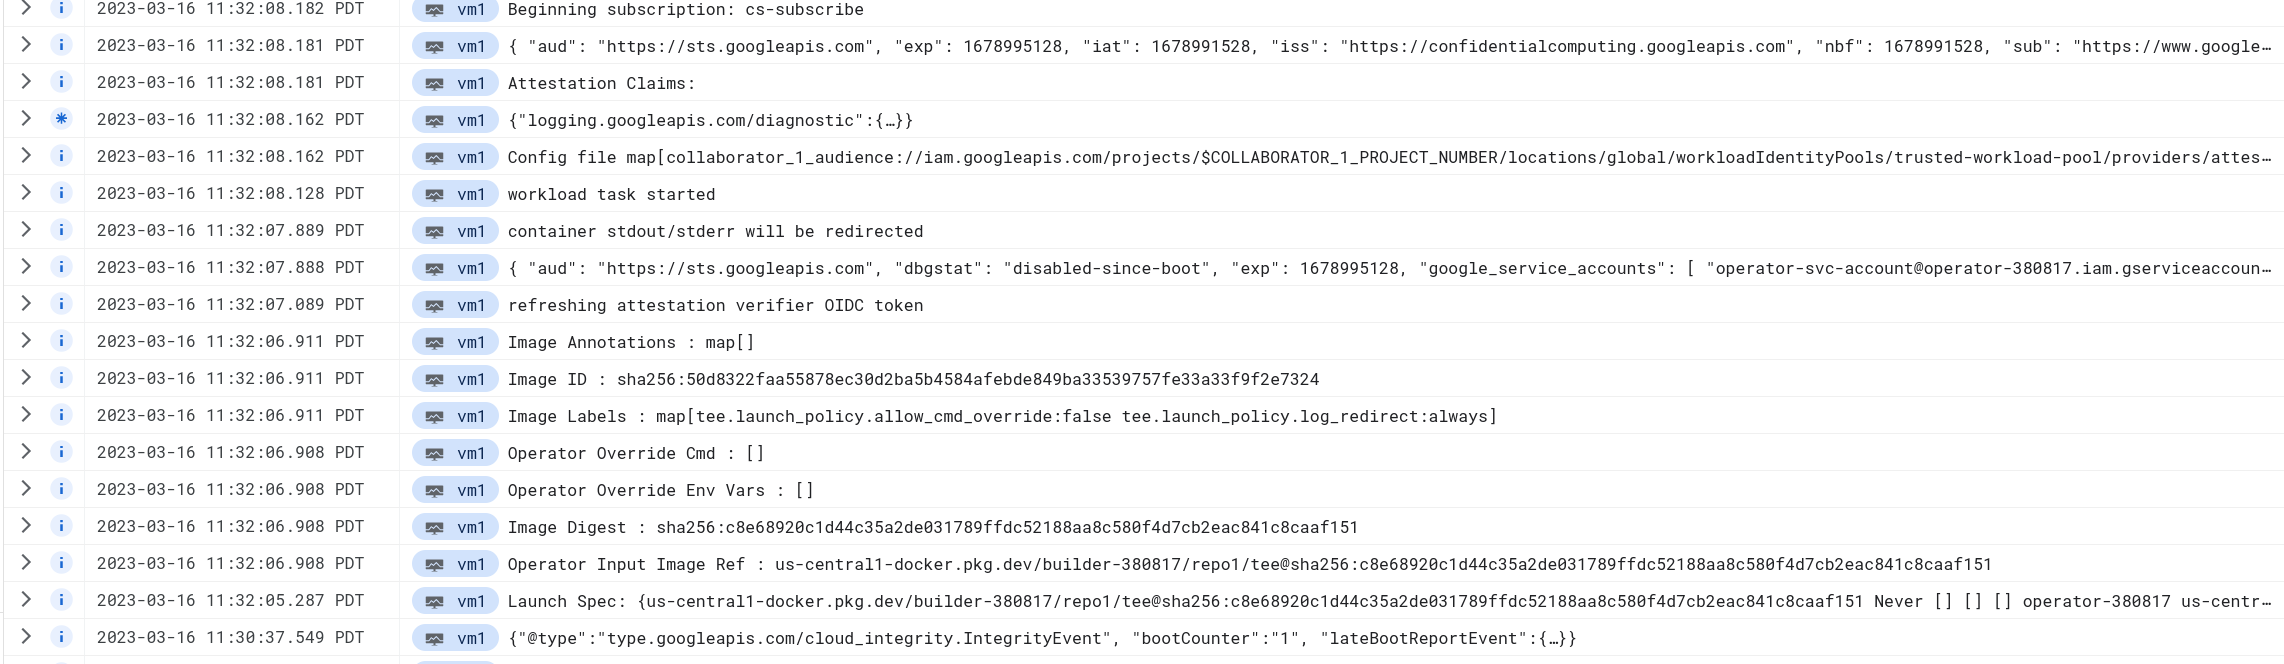 2023-03-16 11:32:08.182 PDT vm1 Beginning subscription: cs-subscribe
2023-03-16 11:32:08.181 PDT vm1 { "aud": "https://sts.googleapis.com", "exp": 1678995128, "iat": 1678991528, "iss": "https://confidentialcomputing.googleapis.com", "nbf": 1678991528, "sub": "https://www.google…
2023-03-16 11:32:08.181 PDT vm1 Attestation Claims:
2023-03-16 11:32:08.162 PDT vm1 {"logging.googleapis.com/diagnostic":{…}}
2023-03-16 11:32:08.162 PDT vm1 Config file map[collaborator_1_audience://iam.googleapis.com/projects/$COLLABORATOR_1_PROJECT_NUMBER/locations/global/workloadIdentityPools/trusted-workload-pool/providers/attes…
2023-03-16 11:32:08.128 PDT vm1 workload task started
2023-03-16 11:32:07.889 PDT vm1 container stdout/stderr will be redirected
2023-03-16 11:32:07.888 PDT vm1 { "aud": "https://sts.googleapis.com", "dbgstat": "disabled-since-boot", "exp": 1678995128, "google_service_accounts": [ "operator-svc-account@operator-380817.iam.gserviceaccoun…
2023-03-16 11:32:07.089 PDT vm1 refreshing attestation verifier OIDC token
2023-03-16 11:32:06.911 PDT vm1 Image Annotations : map[]
2023-03-16 11:32:06.911 PDT vm1 Image ID : sha256:50d8322faa55878ec30d2ba5b4584afebde849ba33539757fe33a33f9f2e7324
2023-03-16 11:32:06.911 PDT vm1 Image Labels : map[tee.launch_policy.allow_cmd_override:false tee.launch_policy.log_redirect:always]
2023-03-16 11:32:06.908 PDT vm1 Operator Override Cmd : []
2023-03-16 11:32:06.908 PDT vm1 Operator Override Env Vars : []
2023-03-16 11:32:06.908 PDT vm1 Image Digest : sha256:c8e68920c1d44c35a2de031789ffdc52188aa8c580f4d7cb2eac841c8caaf151
2023-03-16 11:32:06.908 PDT vm1 Operator Input Image Ref : us-central1-docker.pkg.dev/builder-380817/repo1/tee@sha256:c8e68920c1d44c35a2de031789ffdc52188aa8c580f4d7cb2eac841c8caaf151
2023-03-16 11:32:05.287 PDT vm1 Launch Spec: {us-central1-docker.pkg.dev/builder-380817/repo1/tee@sha256:c8e68920c1d44c35a2de031789ffdc52188aa8c580f4d7cb2eac841c8caaf151 Never [] [] [] operator-380817 us-centr…
2023-03-16 11:30:37.549 PDT vm1 {"@type":"type.googleapis.com/cloud_integrity.IntegrityEvent", "bootCounter":"1", "lateBootReportEvent":{…}}